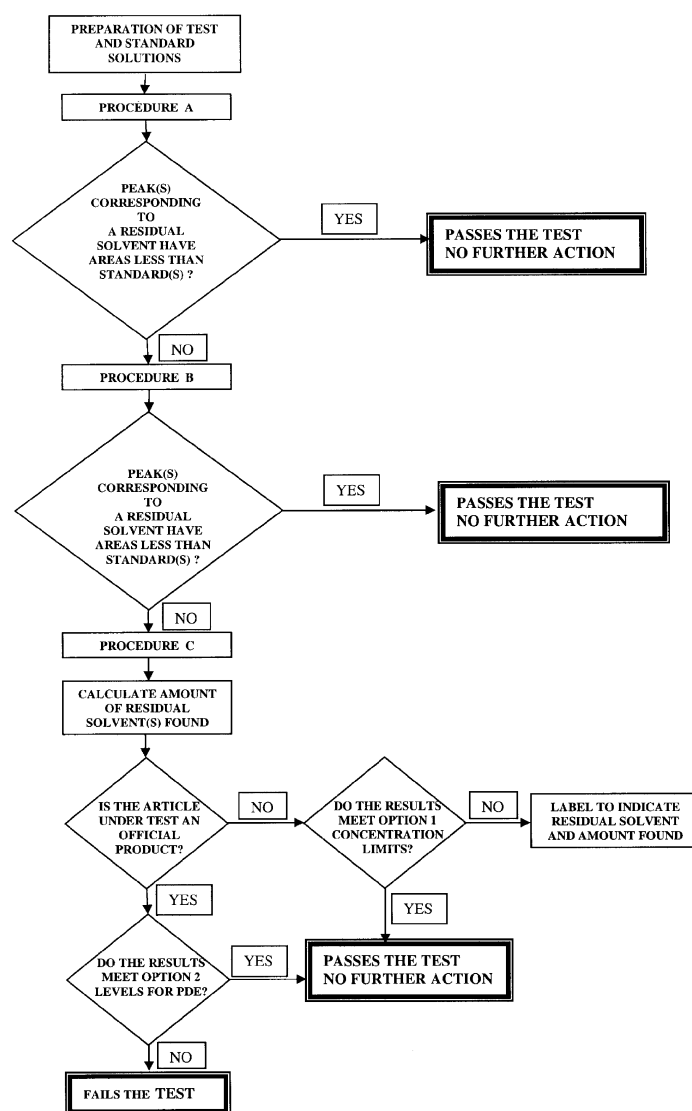 PREPARATION OF TEST
AND STANDARD
SOLUTIONS
PROCEDURE A
PEAK(S)
CORRESPONDING
TO
A RESIDUAL
SOLVENT HAVE
AREAS LESS THAN
STANDARD(S) ?
YES
PASSES THE TEST
NO FURTHER ACTION
NO
PROCEDURE B
PEAK(S)
CORRESPONDING
TO
A RESIDUAL
SOLVENT HAVE
AREAS LESS THAN
STANDARD(S) ?
YES
PASSES THE TEST
NO FURTHER ACTION
NO
PROCEDURE C
CALCULATE AMOUNT
OF RESIDUAL
SOLVENT(S) FOUND
IS THE ARTICLE
UNDER TEST AN
OFFICIAL
PRODUCT?
NO
DO THE RESULTS
MEET OPTION 1
CONCENTRATION
LIMITS?
NO
LABEL TO INDICATE
RESIDUAL SOLVENT
AND AMOUNT FOUND
YES
YES
DO THE RESULTS
MEET OPTION 2
LEVELS FOR PDE?
YES
PASSES THE TEST
NO FURTHER ACTION
NO
FAILS THE TEST